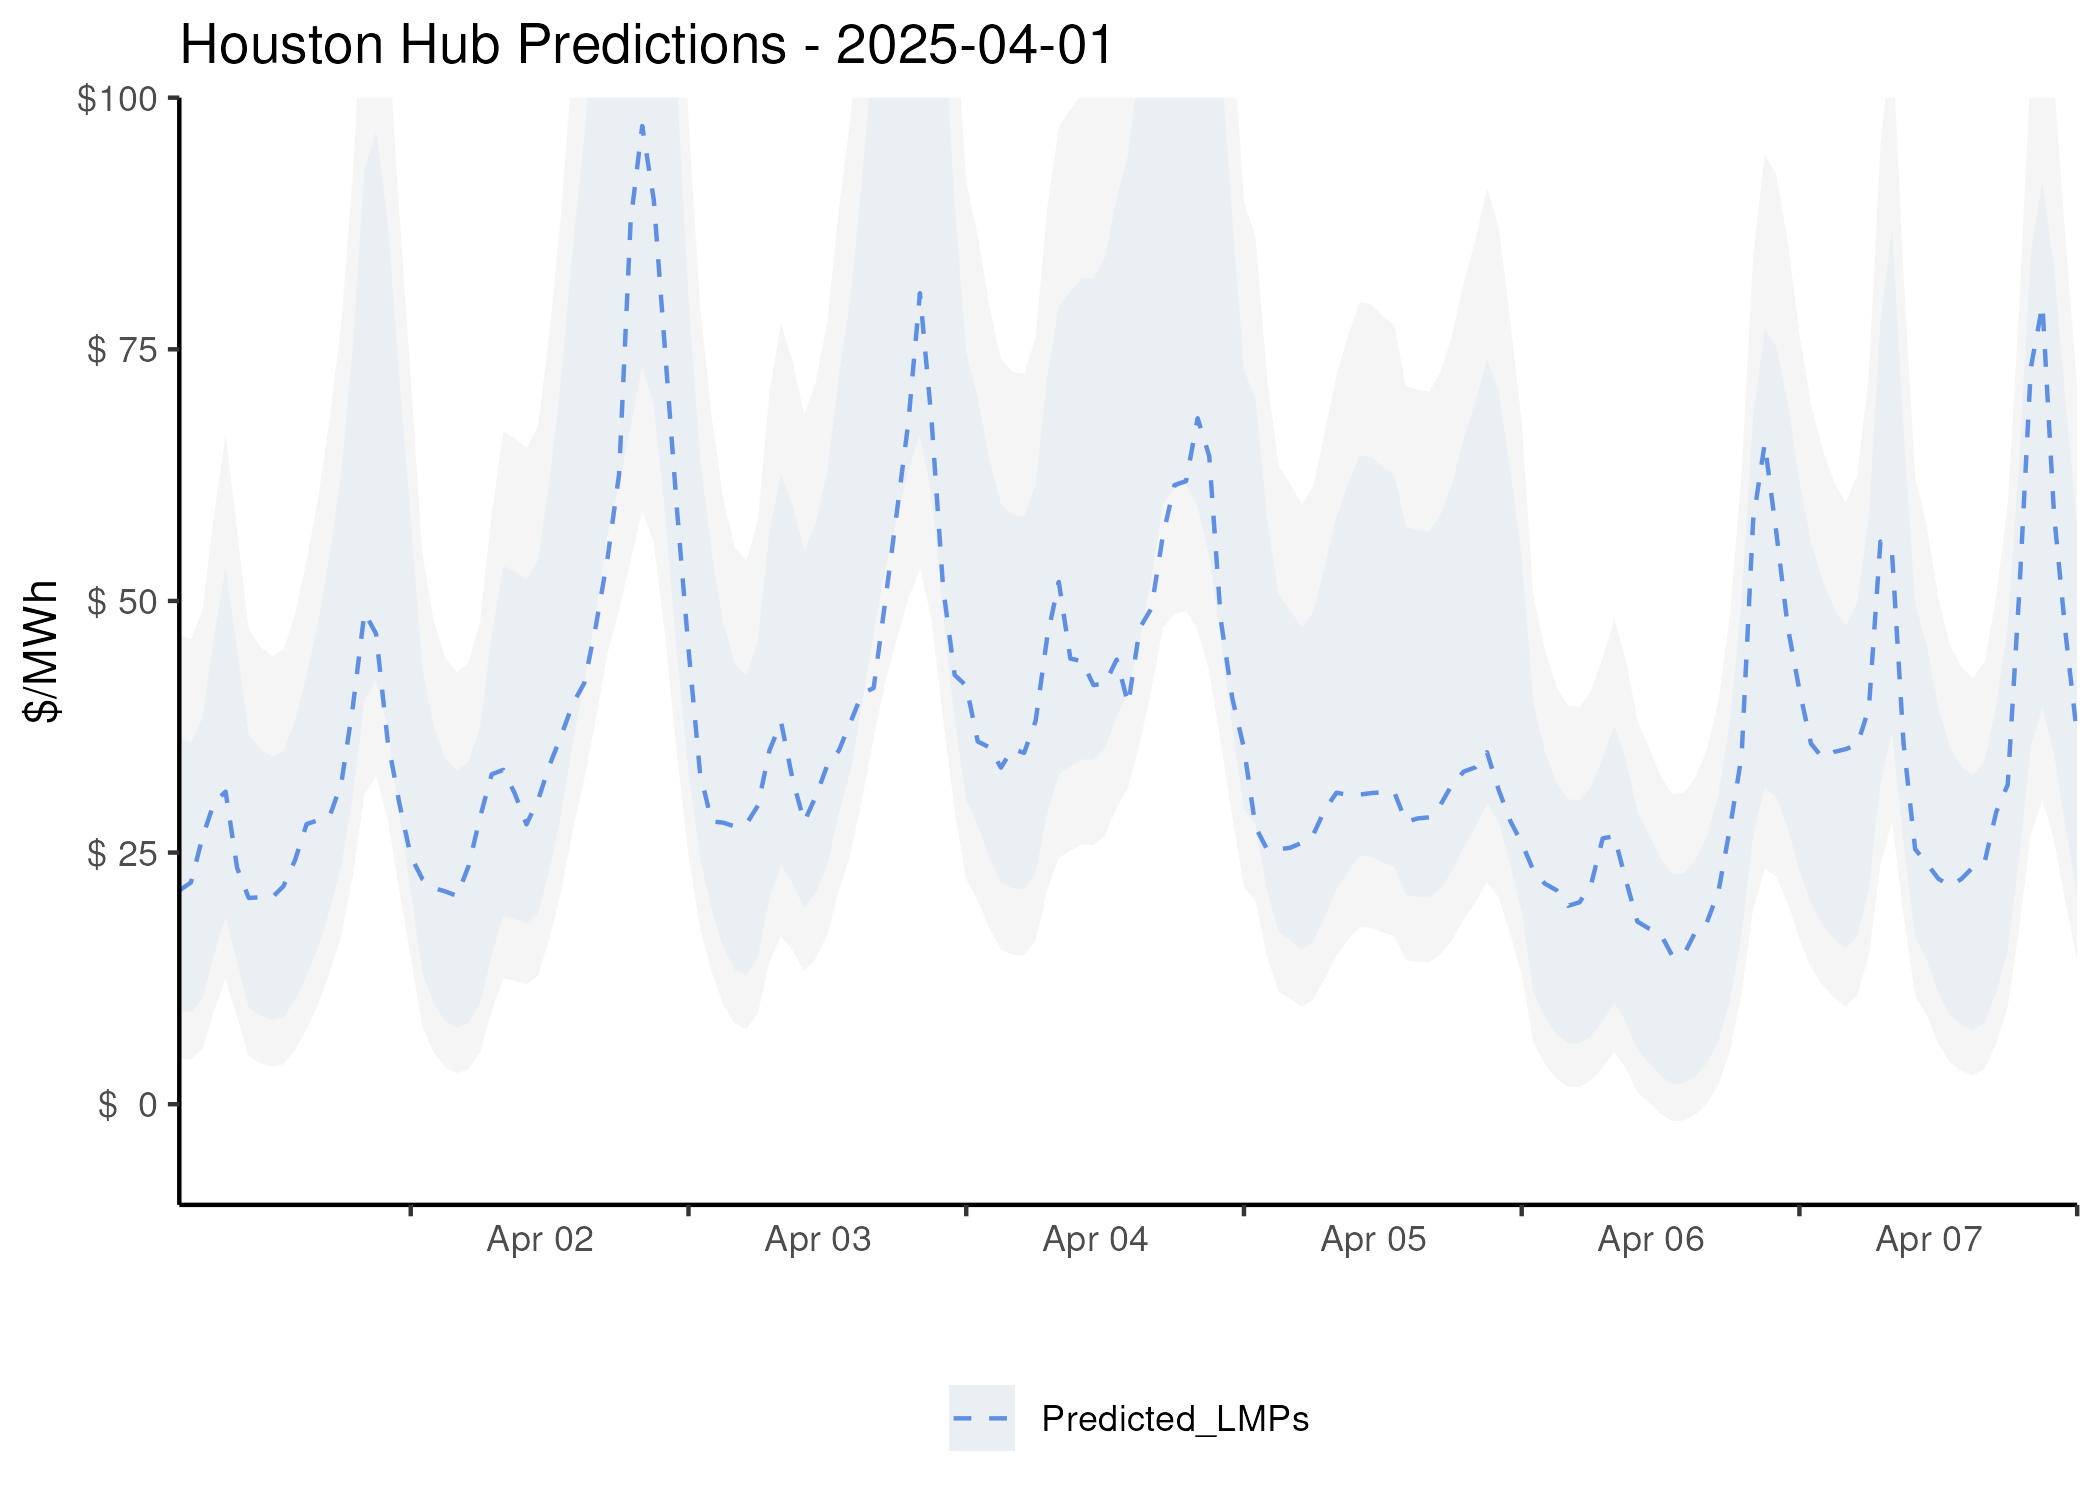 Houston Hub Predictions - 2025-04-01
$100
$ 75
$ 50
$ 25
$ 0
$/MWh
Apr 02 Apr 03 Apr 04 Apr 05 Apr 06 Apr 07
Predicted_LMPs